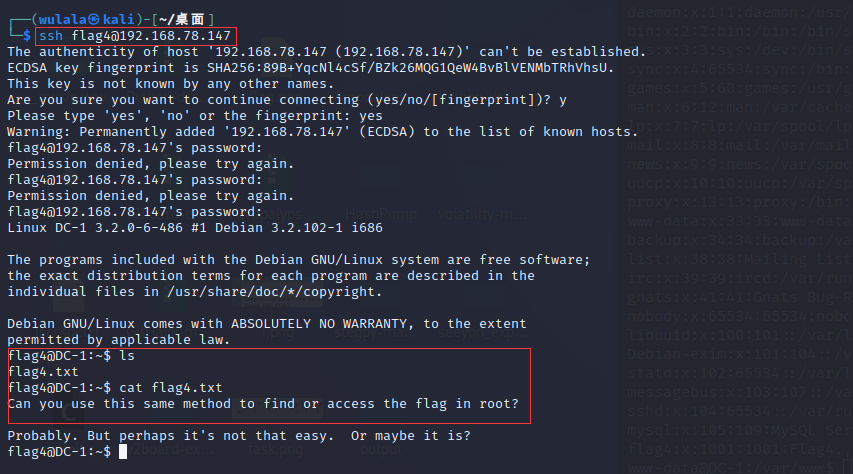 ┌──(wulala㉿kali)-[~/桌面]
└─$ ssh flag4@192.168.78.147
The authenticity of host '192.168.78.147 (192.168.78.147)' can't be established.
ECDSA key fingerprint is SHA256:89B+YqcNl4cSf/BZk26MQG1QeW4BvBlVENMbTRhVhsU.
This key is not known by any other names.
Are you sure you want to continue connecting (yes/no/[fingerprint])? y
Please type 'yes', 'no' or the fingerprint: yes
Warning: Permanently added '192.168.78.147' (ECDSA) to the list of known hosts.
flag4@192.168.78.147's password:
Permission denied, please try again.
flag4@192.168.78.147's password:
Permission denied, please try again.
flag4@192.168.78.147's password:
Linux DC-1 3.2.0-6-486 #1 Debian 3.2.102-1 i686
The programs included with the Debian GNU/Linux system are free software;
the exact distribution terms for each program are described in the
individual files in /usr/share/doc/*/copyright.
Debian GNU/Linux comes with ABSOLUTELY NO WARRANTY, to the extent
permitted by applicable law.
flag4@DC-1:~$ ls
flag4.txt
flag4@DC-1:~$ cat flag4.txt
Can you use this same method to find or access the flag in root?
Probably. But perhaps it's not that easy.  Or maybe it is?
flag4@DC-1:~$